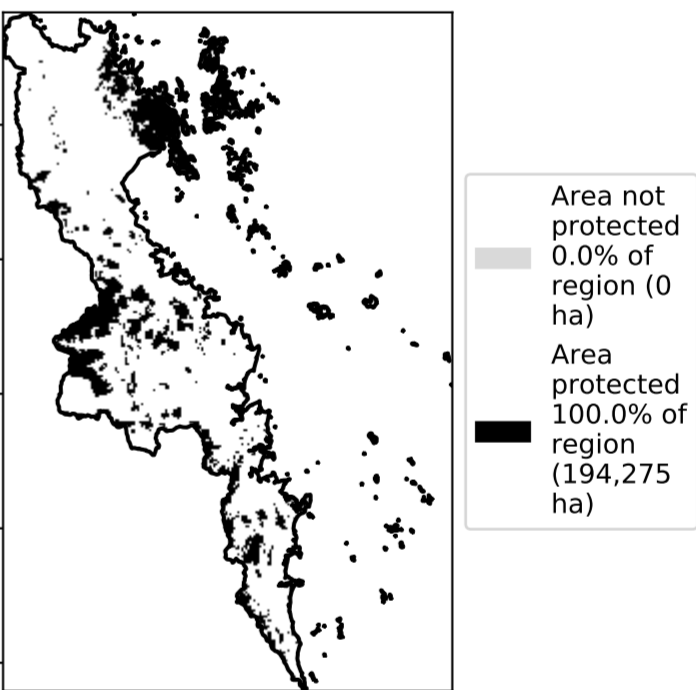 Area not
protected
0.0% of
region (0
ha)
Area
protected
100.0% of
region
(194,275
ha)